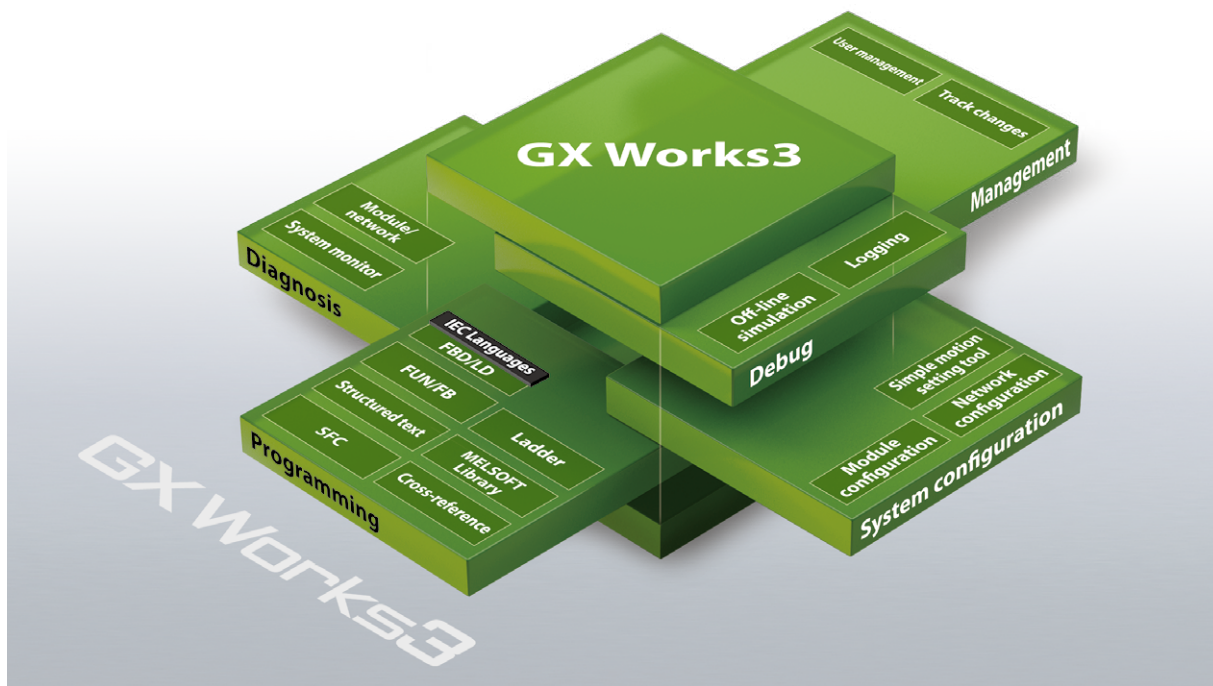 User management
Track changes
Management
GX Works3
Module/
network
System monitor
Diagnosis
Logging
Off-line
simulation
Debug
IEC Languages
FBD/LD
FUN/FB
Structured text
SFC
Ladder
MELSOFT
Library
Cross-reference
Programming
Simple motion
setting tool
Network
configuration
Module
configuration
System configuration
GX Works3